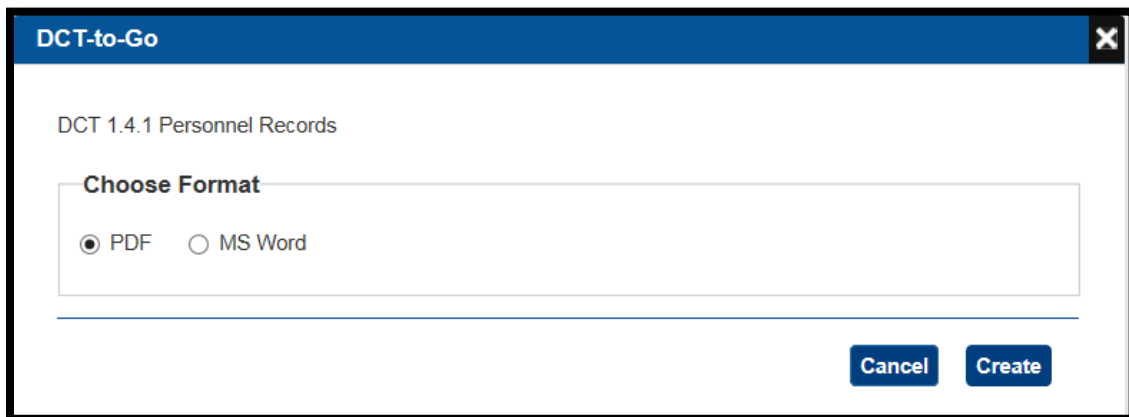 DCT-to-Go
DCT 1.4.1 Personnel Records
Choose Format
PDF MS Word
Cancel Create